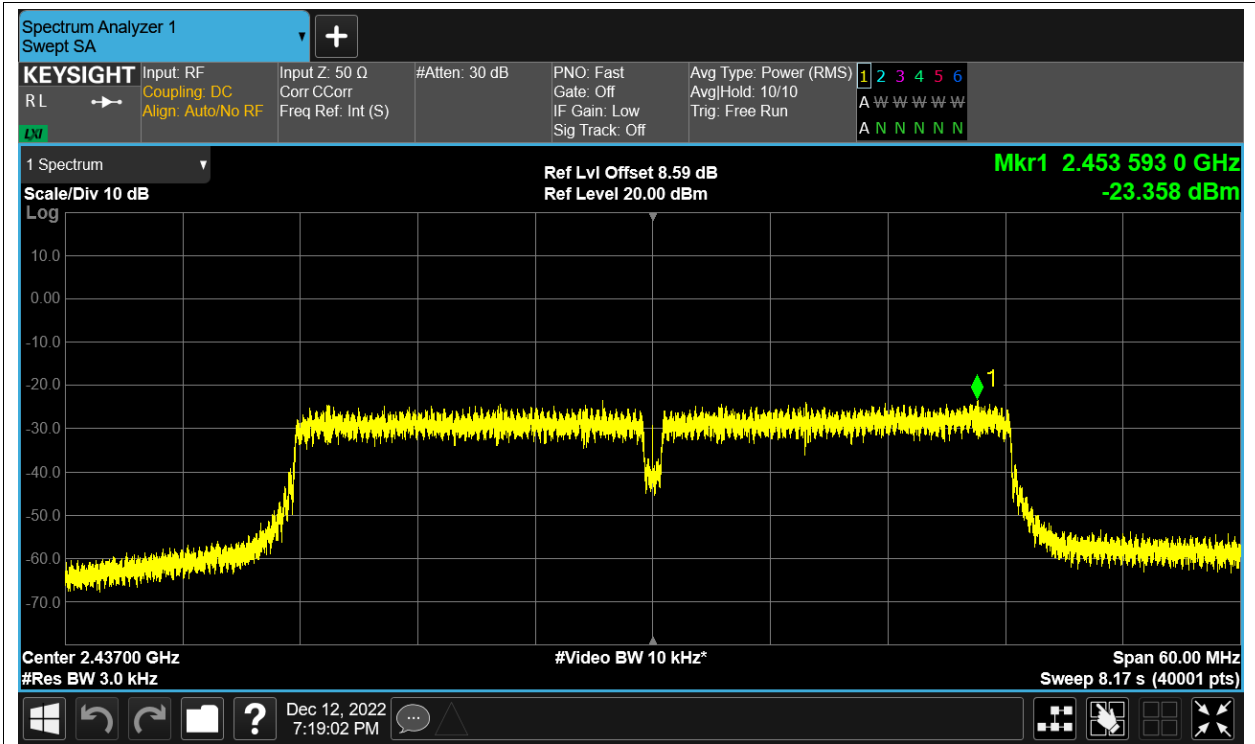 Spectrum Analyzer 1
Swept SA
KEYSIGHT
R L
LXI
Input: RF
Coupling: DC
Align: Auto/No RF
Input Z: 50 Ω
Corr CCorr
Freq Ref: Int (S)
#Atten: 30 dB
PNO: Fast
Gate: Off
IF Gain: Low
Sig Track: Off
Avg Type: Power (RMS)
Avg|Hold: 10/10
Trig: Free Run
1 2 3 4 5 6
A W W W W W
A N N N N N
1 Spectrum
Scale/Div 10 dB
Ref Lvl Offset 8.59 dB
Ref Level 20.00 dBm
Mkr1 2.453 593 0 GHz
-23.358 dBm
Log
10.0
0.00
-10.0
-20.0
1
-30.0
-40.0
-50.0
-60.0
-70.0
Center 2.43700 GHz
#Video BW 10 kHz*
Span 60.00 MHz
#Res BW 3.0 kHz
Sweep 8.17 s (40001 pts)
?
Dec 12, 2022
7:19:02 PM